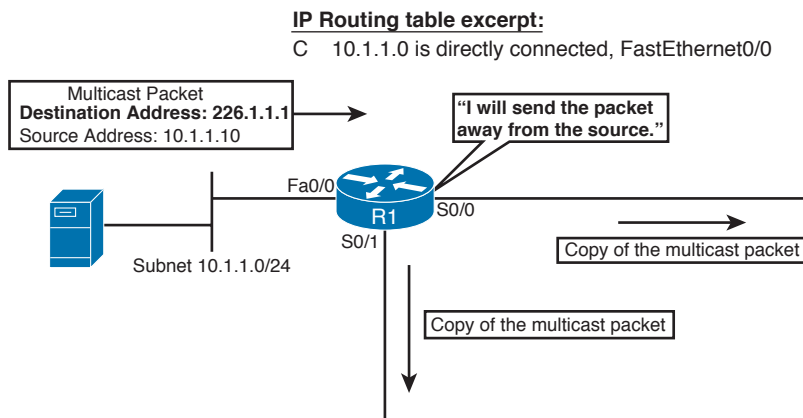 IP Routing table excerpt:
C 10.1.1.0 is directly connected, FastEthernet0/0
Multicast Packet
Destination Address: 226.1.1.1
Source Address: 10.1.1.10
“I will send the packet
away from the source.”
Fa0/0
R1
S0/0
S0/1
Subnet 10.1.1.0/24
Copy of the multicast packet
Copy of the multicast packet